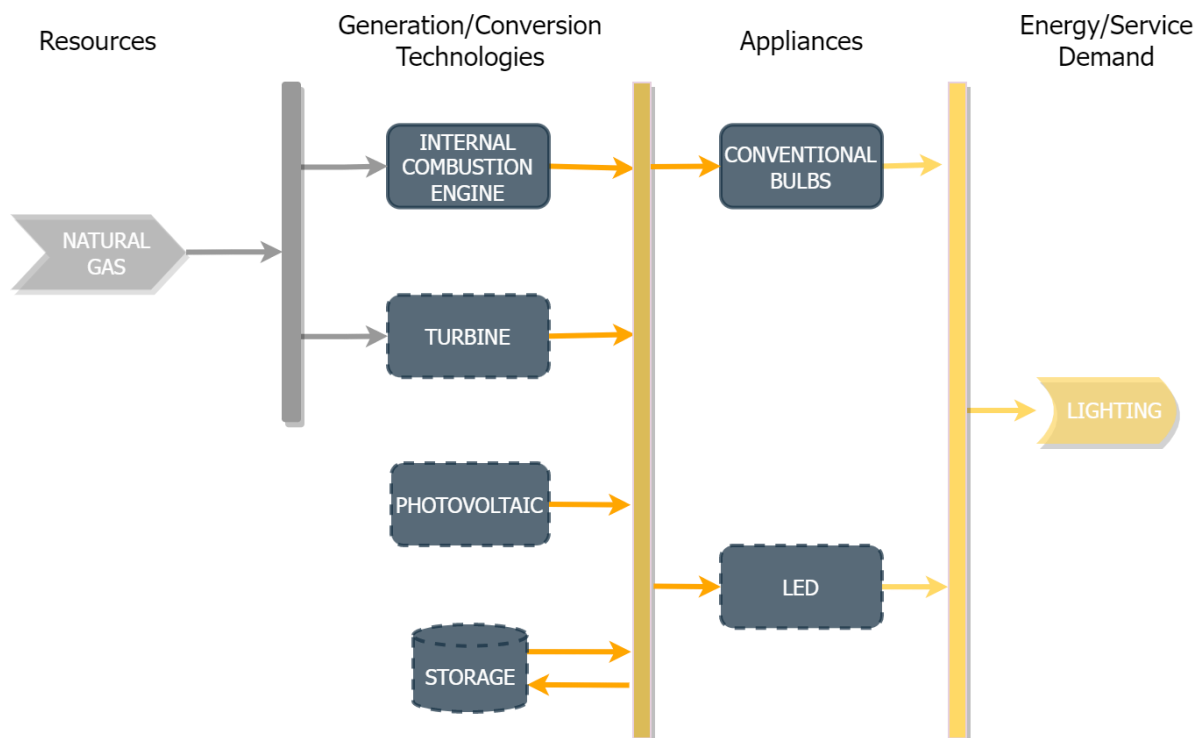 Resources
Generation/Conversion
Technologies
Appliances
Energy/Service
Demand
INTERNAL
COMBUSTION
ENGINE
CONVENTIONAL
BULBS
NATURAL
GAS
TURBINE
LIGHTING
PHOTOVOLTAIC
LED
STORAGE